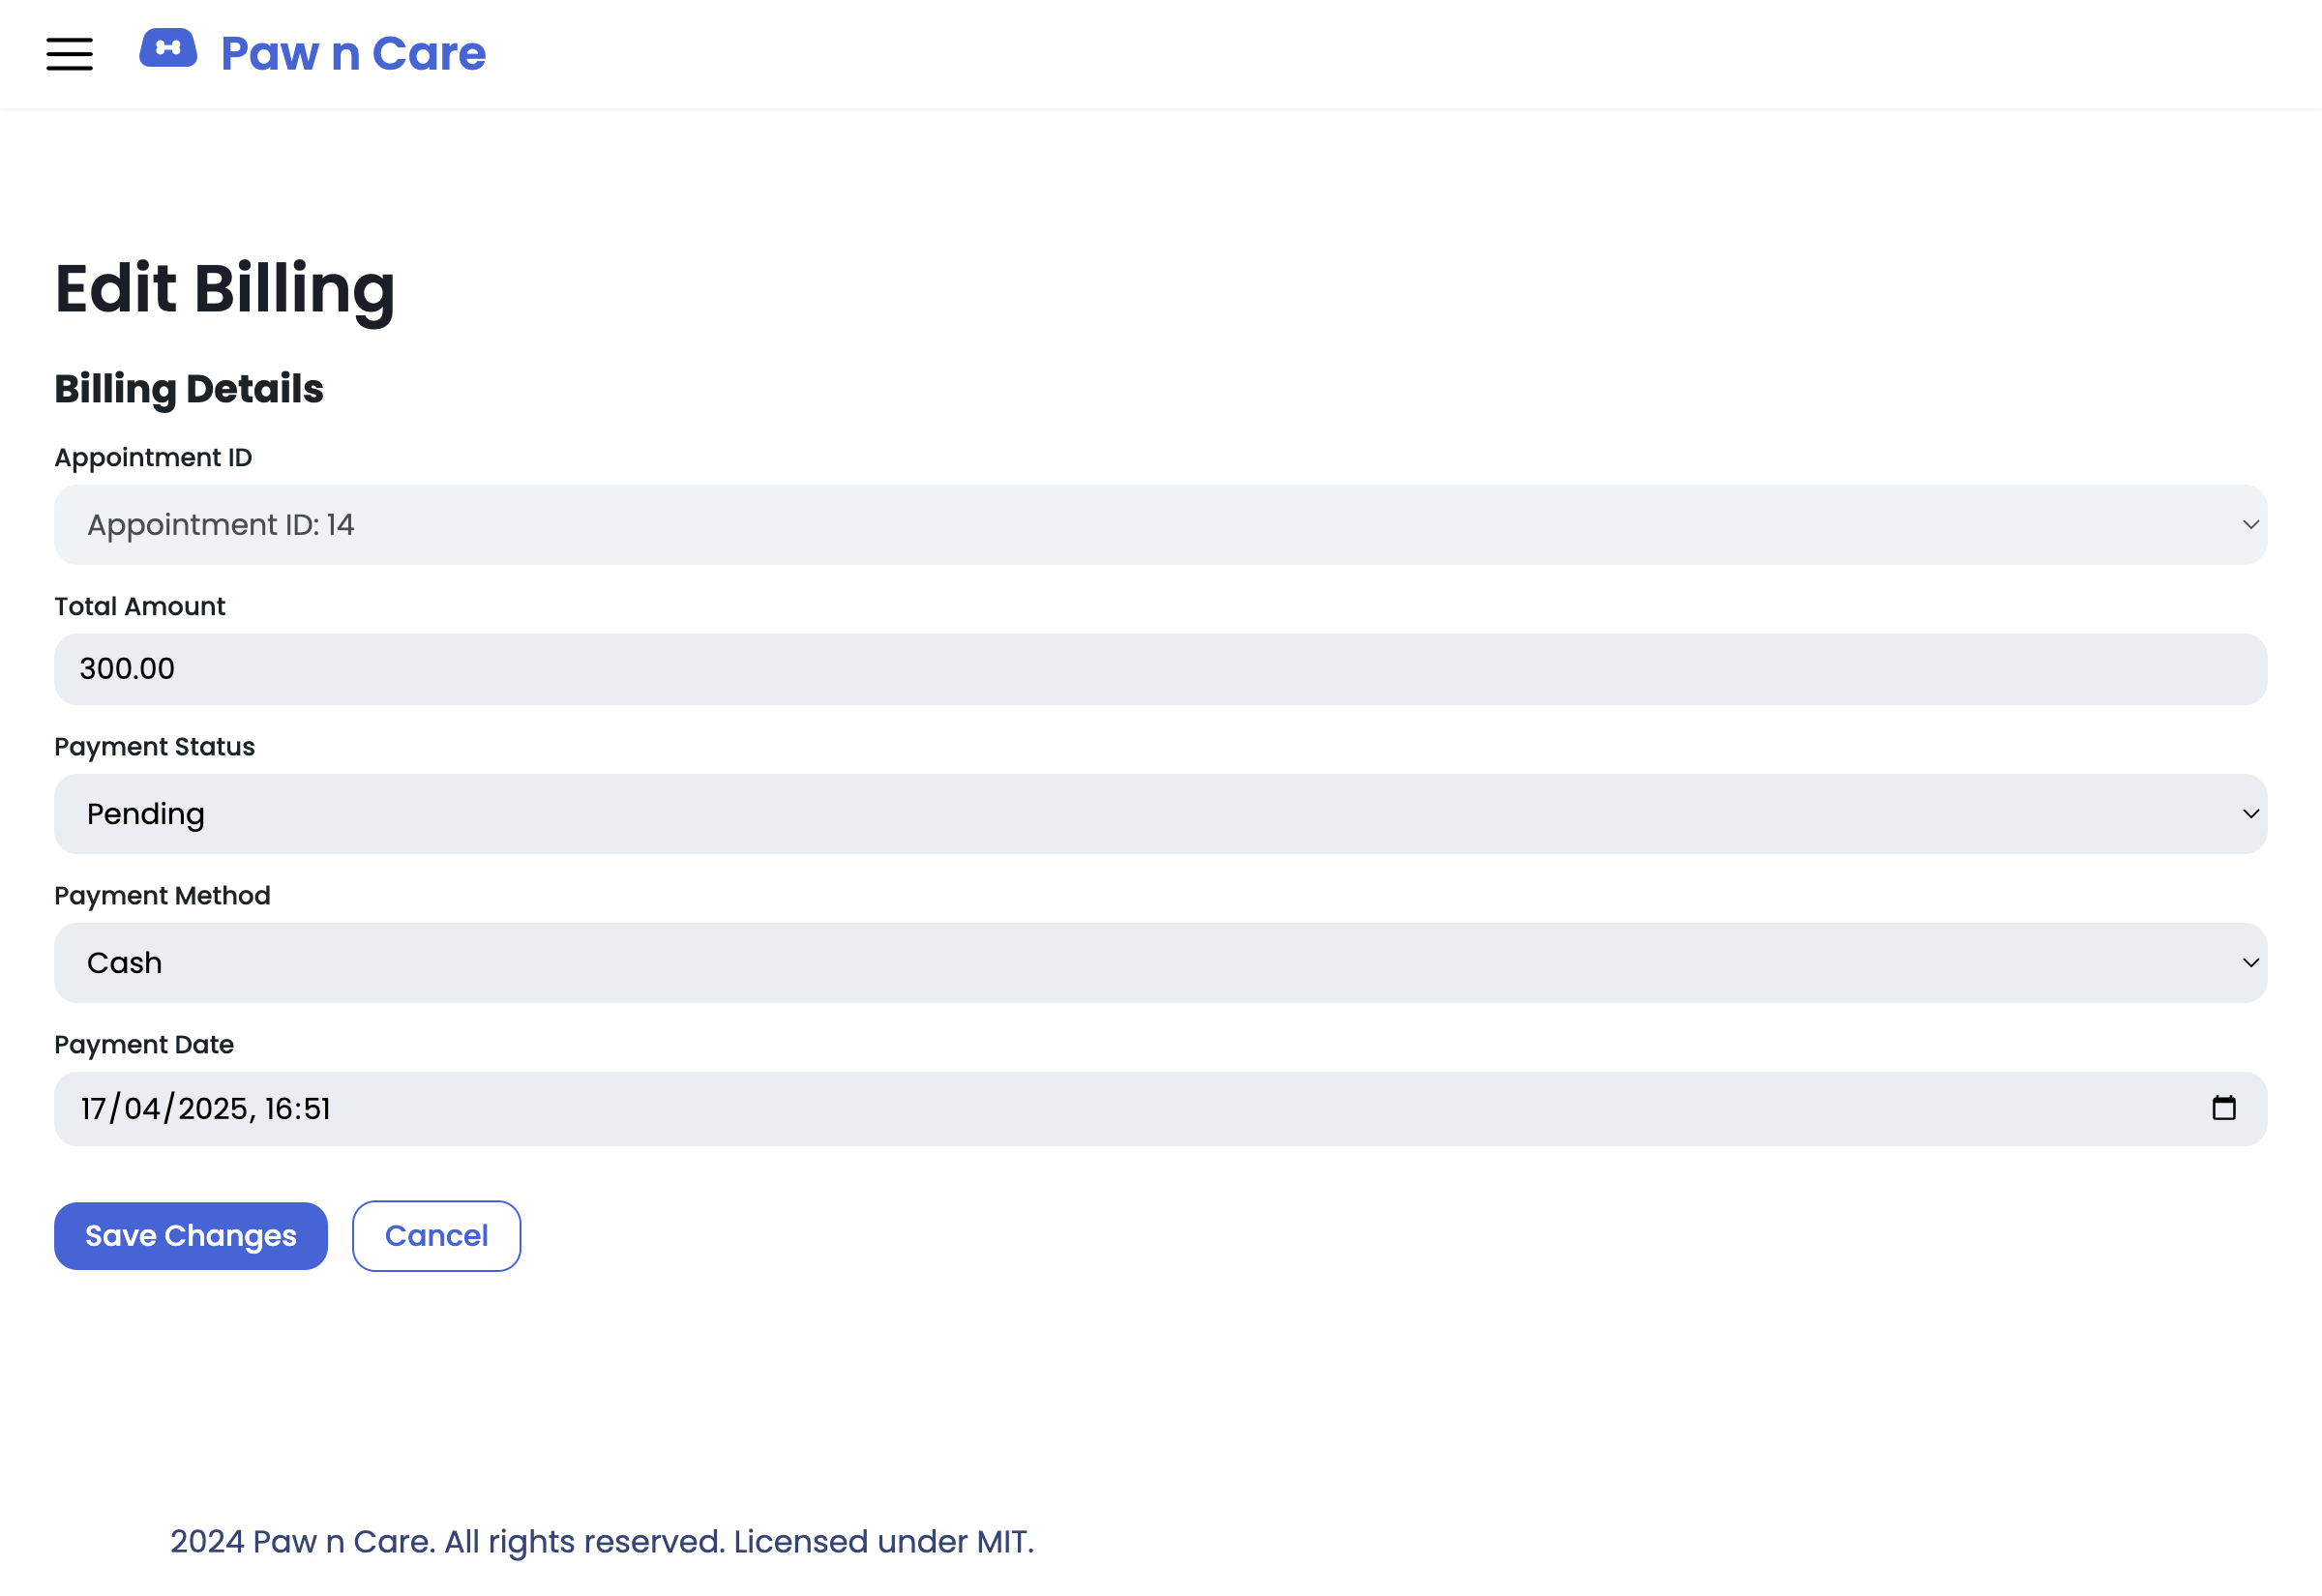 Paw n Care
Edit Billing
Billing Details
Appointment ID
Appointment ID: 14
Total Amount
300.00
Payment Status
Pending
Payment Method
Cash
Payment Date
17/04/2025, 16:51
Save Changes
Cancel
2024 Paw n Care. All rights reserved. Licensed under MIT.